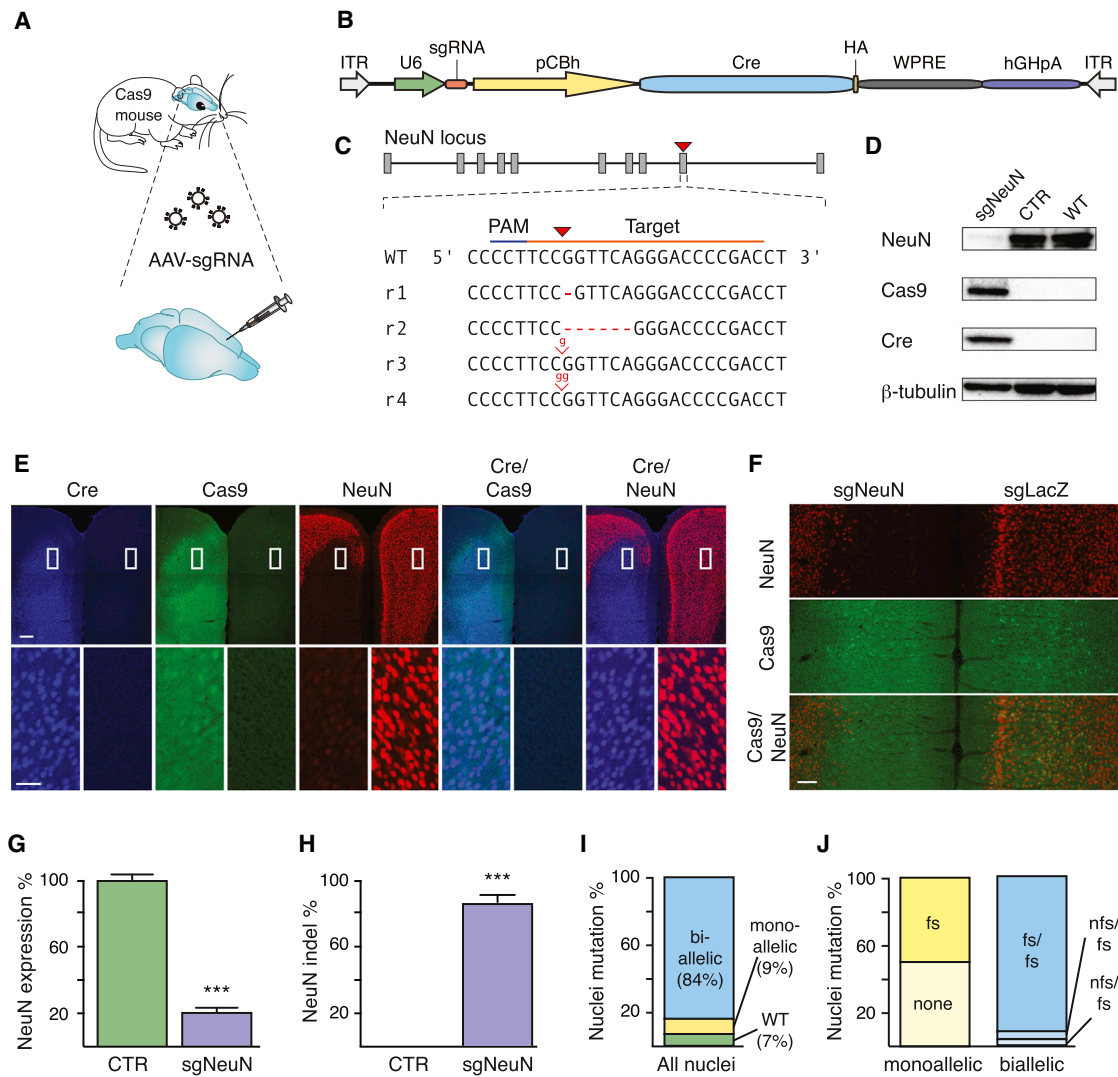 A
Cas9
mouse
AAV-sgRNA
B
ITR
U6
sgRNA
pCBh
Cre
HA
WPRE
hGHpA
ITR
C
NeuN locus
PAM
Target
WT 5' CCCCTTCCGGTTCAGGGACCCCGACCT 3'
r1 CCCCTTCC-GTTCAGGGACCCCGACCT
r2 CCCCTTCC------GGGACCCCGACCT
g
r3 CCCCTTCCGGTTCAGGGACCCCGACCT
gg
r4 CCCCTTCCGGTTCAGGGACCCCGACCT
D
sgNeuN
CTR
WT
NeuN
Cas9
Cre
β-tubulin
E
Cre
Cas9
NeuN
Cre/
Cas9
Cre/
NeuN
F
sgNeuN
sgLacZ
NeuN
Cas9
Cas9/
NeuN
G
NeuN expression %
100
60
20
***
CTR
sgNeuN
H
NeuN indel %
100
60
20
***
CTR
sgNeuN
I
Nuclei mutation %
100
60
20
bi-
allelic
(84%)
mono-
allelic
(9%)
WT
(7%)
All nuclei
J
Nuclei mutation %
100
60
20
fs
none
fs/
fs
nfs/
fs
nfs/
fs
monoallelic
biallelic